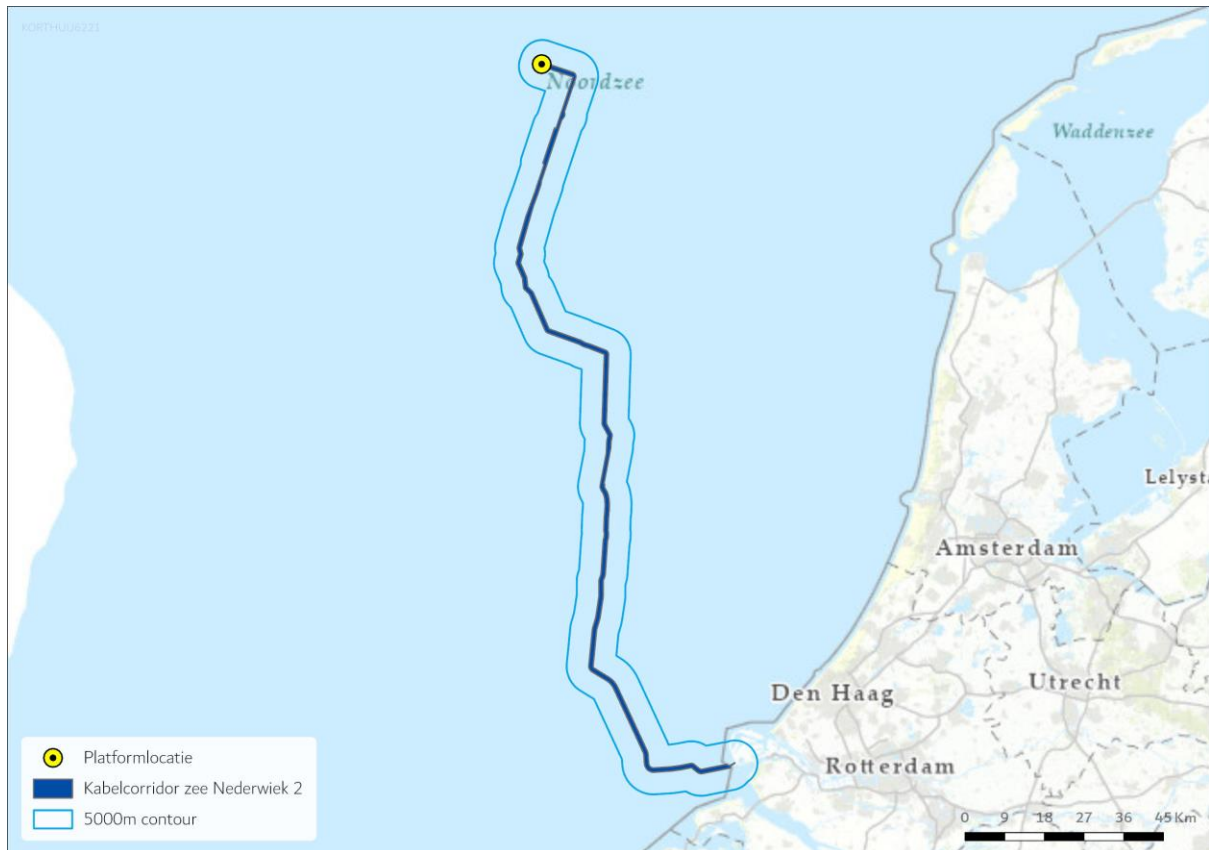 KORTHUU6221
Noordzee
Waddenzee
Lelysta
Amsterdam
Den Haag
Utrecht
Rotterdam
Platformlocatie
Kabelcorridor zee Nederwiek 2
5000m contour
0 9 18 27 36 45 Km